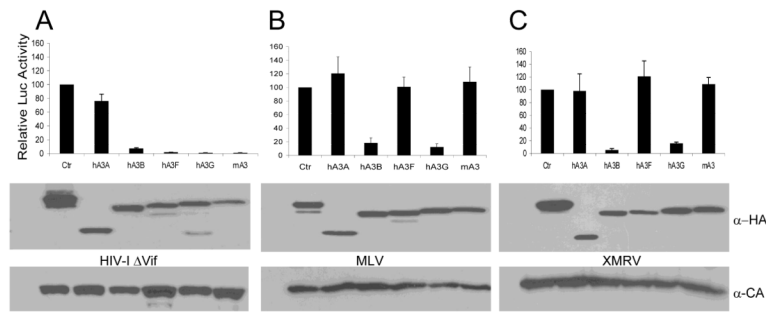 A
B
C
Relative Luc Activity
160
140
120
100
80
60
40
20
0
Ctr hA3A hA3B hA3F hA3G mA3
140
120
100
80
60
40
20
0
Ctr hA3A hA3B hA3F hA3G mA3
160
140
120
100
80
60
40
20
0
Ctr hA3A hA3B hA3F hA3G mA3
α-HA
HIV-I ΔVif
MLV
XMRV
α-CA